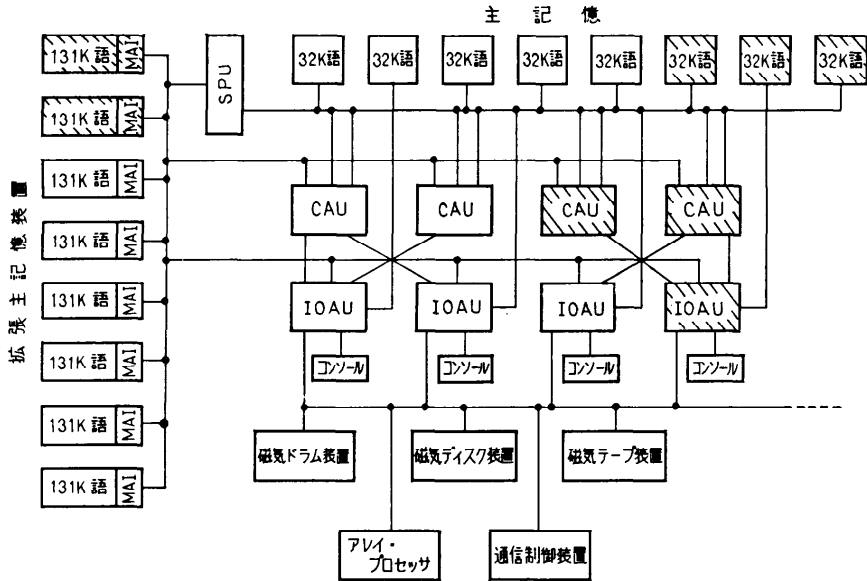 主記憶
131K語 MAI
131K語 MAI
131K語 MAI
131K語 MAI
131K語 MAI
131K語 MAI
131K語 MAI
131K語 MAI
拡張主記憶装置
SPU
32K語 32K語 32K語 32K語 32K語 32K語 32K語 32K語
CAU CAU CAU CAU
IOAU IOAU IOAU IOAU
コンソール コンソール コンソール コンソール
磁気ドラム装置 磁気ディスク装置 磁気テープ装置
アレイ・
プロセッサ
通信制御装置